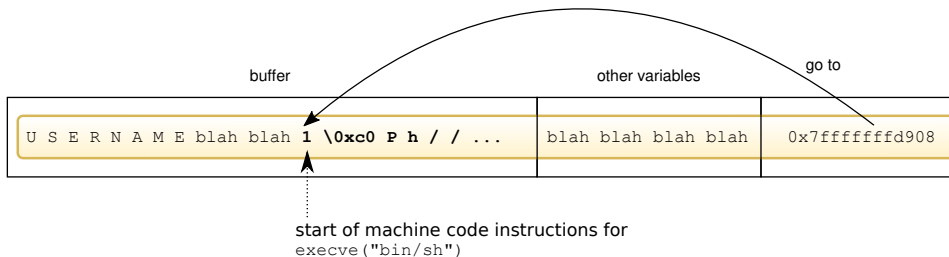 buffer
other variables
go to
U S E R N A M E blah blah 1 \0xc0 P h / / ...
blah blah blah blah
0x7fffffffd908
start of machine code instructions for
execve("bin/sh")